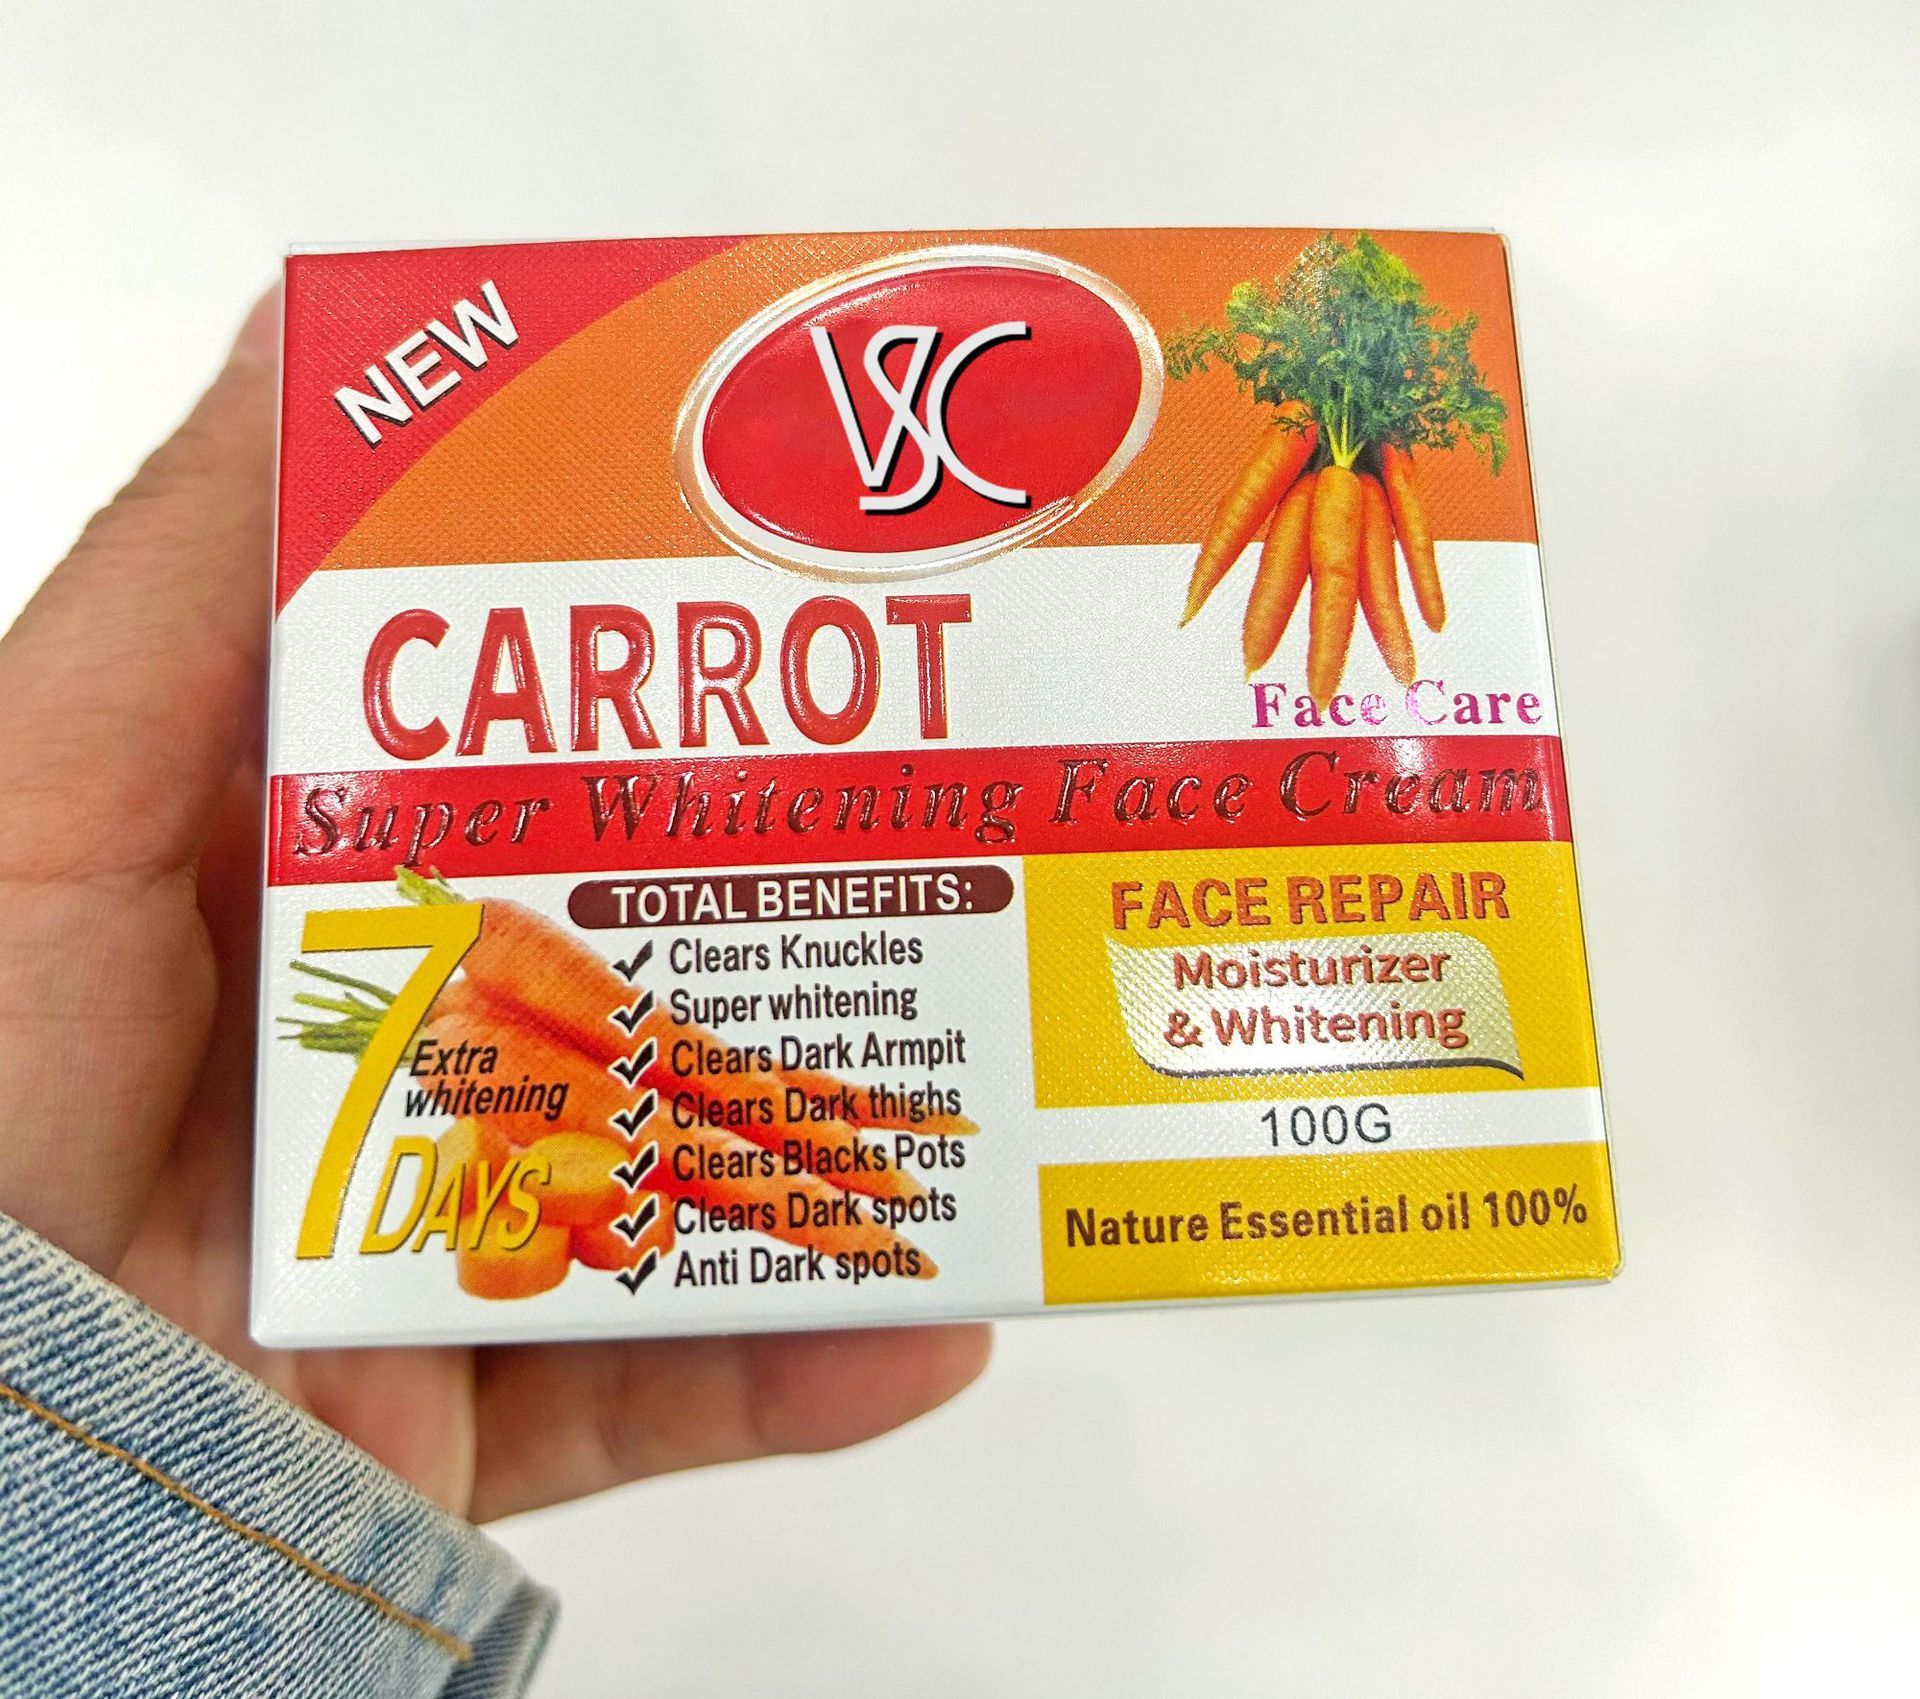 NEW
VSC
CARROT
Face Care
Super Whitening Face Cream
7
Extra
whitening
DAYS
TOTAL BENEFITS:
Clears Knuckles
Super whitening
Clears Dark Armpit
Clears Dark thighs
Clears Blacks Pots
Clears Dark spots
Anti Dark spots
FACE REPAIR
Moisturizer
& Whitening
100G
Nature Essential oil 100%